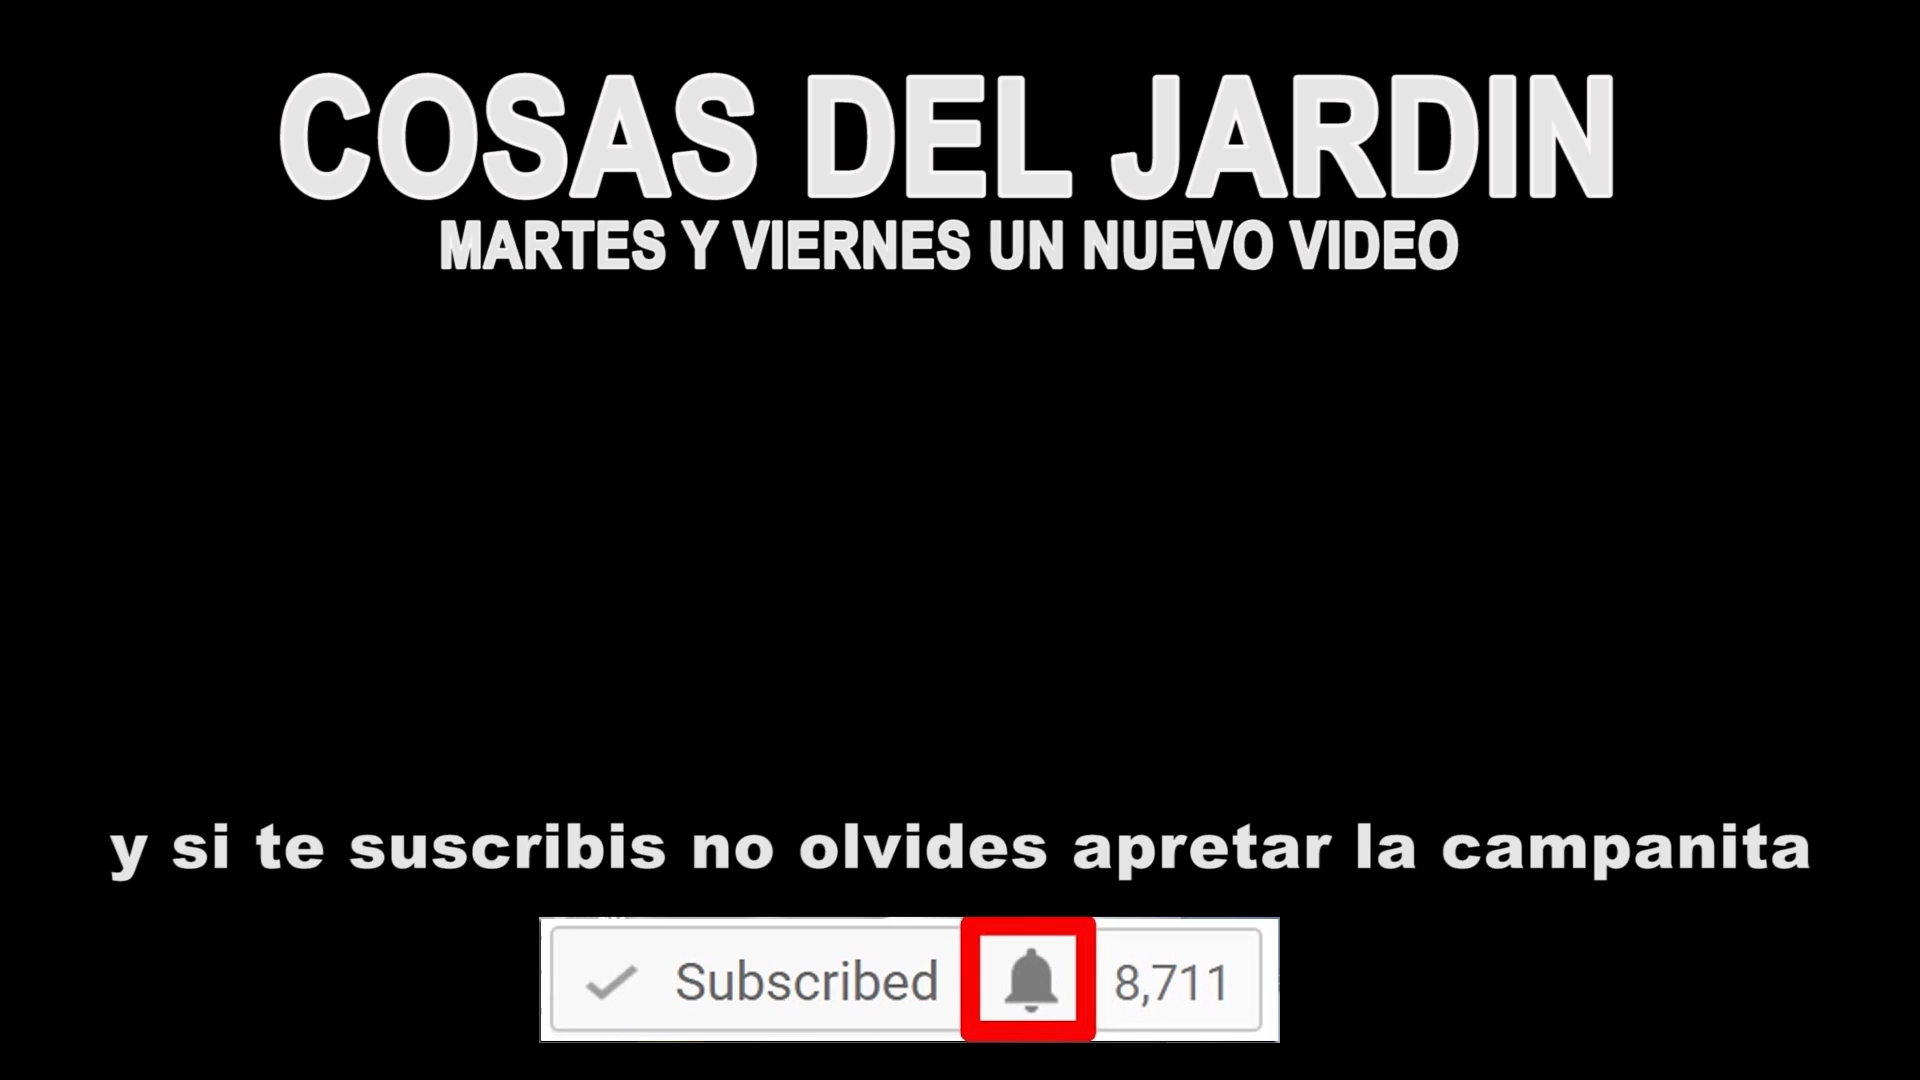 COSAS DEL JARDIN
MARTES Y VIERNES UN NUEVO VIDEO
y si te suscribis no olvides apretar la campanita
Subscribed 8,711